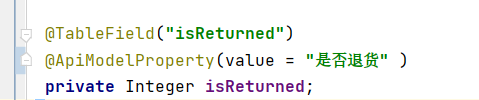 @TableField("isReturned")
@ApiModelProperty(value = "是否退货" )
private Integer isReturned;